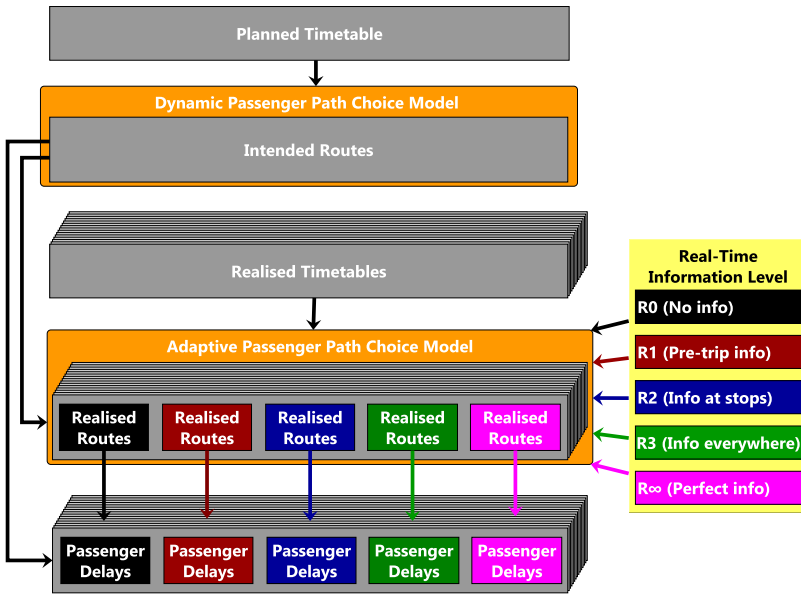 Planned Timetable
Dynamic Passenger Path Choice Model
Intended Routes
Realised Timetables
Adaptive Passenger Path Choice Model
Realised
Routes
Realised
Routes
Realised
Routes
Realised
Routes
Realised
Routes
Passenger
Delays
Passenger
Delays
Passenger
Delays
Passenger
Delays
Passenger
Delays
Real-Time
Information Level
R0 (No info)
R1 (Pre-trip info)
R2 (Info at stops)
R3 (Info everywhere)
R∞ (Perfect info)